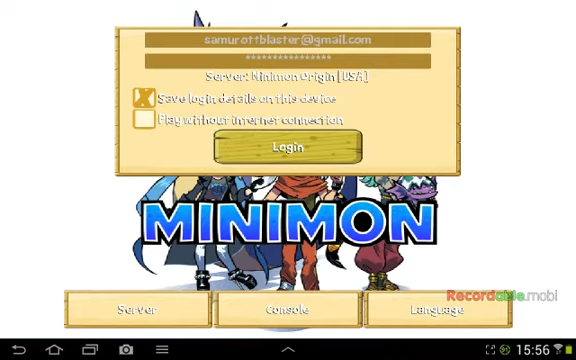 samurottblaster@gmail.com
****************
Server: Minimon Origin [USA]
Save login details on this device
Play without internet connection
Login
MINIMON
Recordable.mobi
Server
Console
Language
15:56